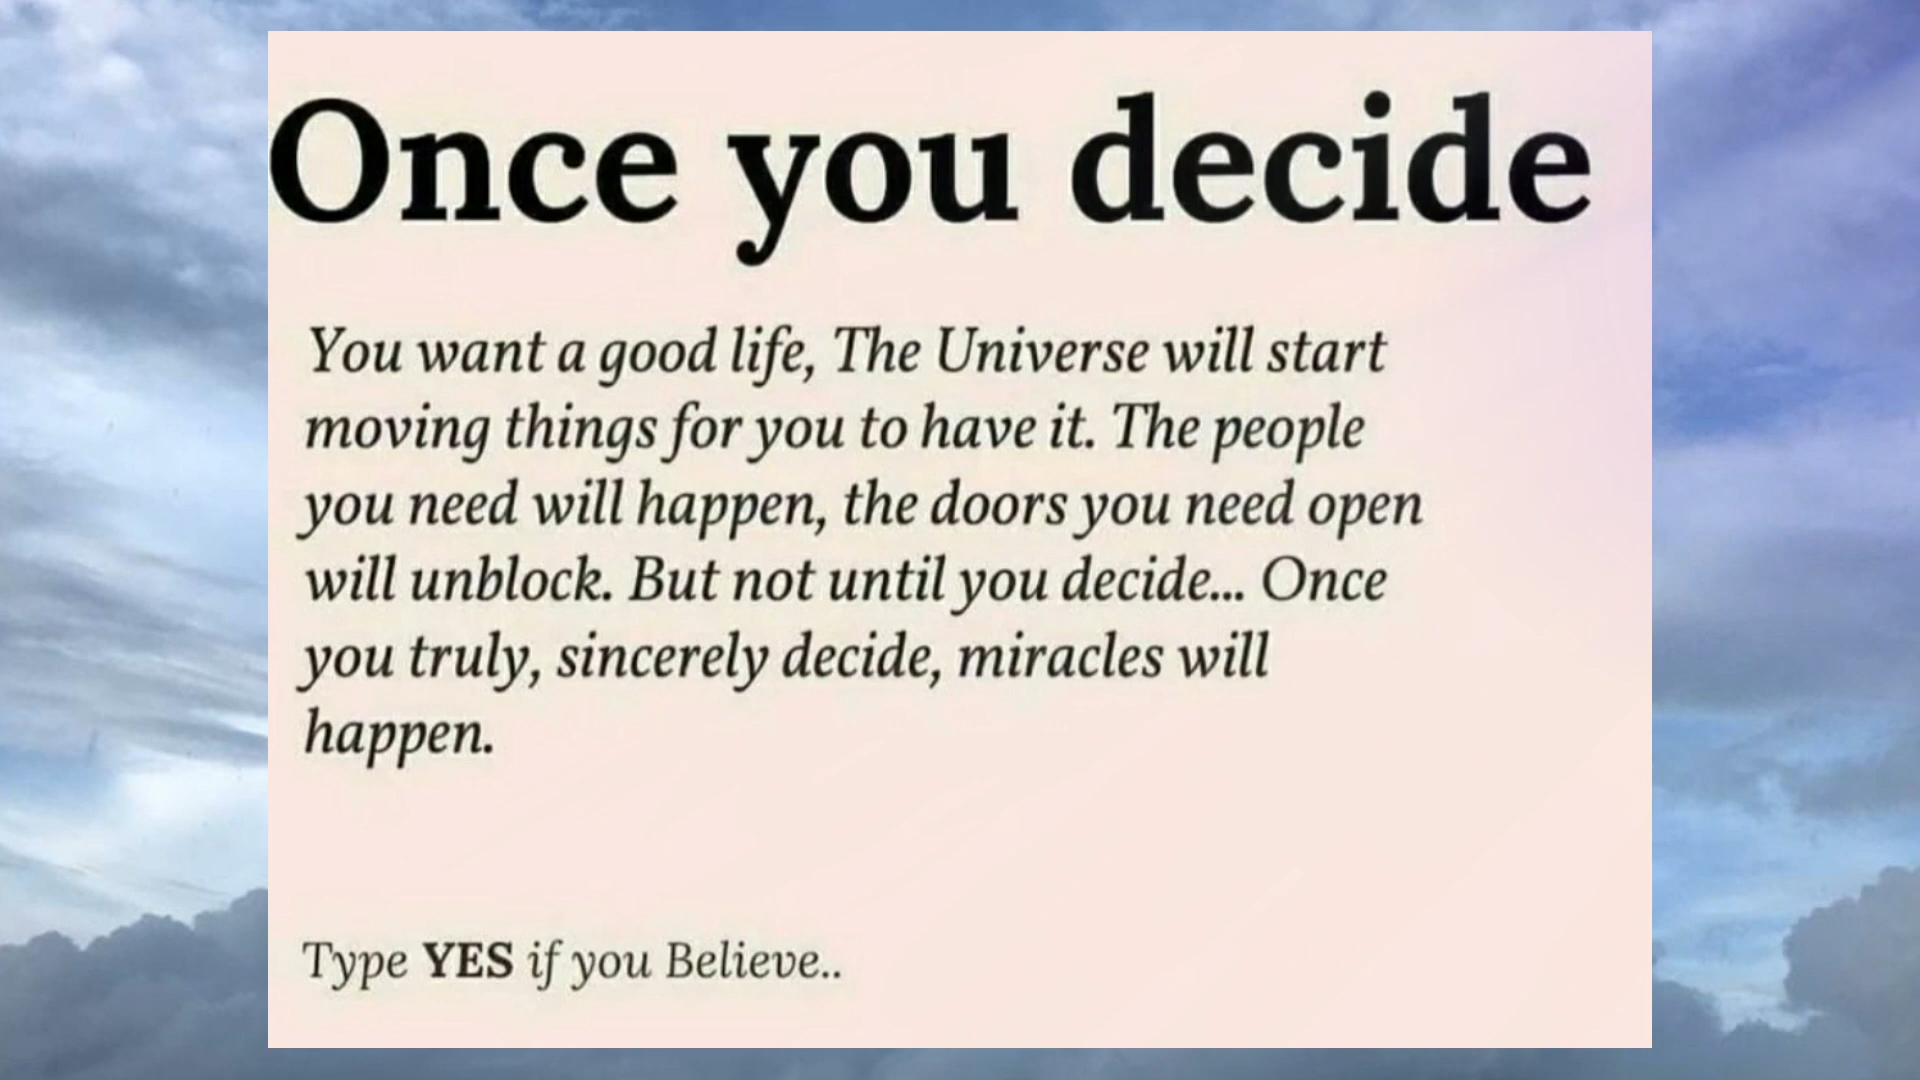 Once you decide
You want a good life, The Universe will start
moving things for you to have it. The people
you need will happen, the doors you need open
will unblock. But not until you decide... Once
you truly, sincerely decide, miracles will
happen.
Type YES if you Believe..